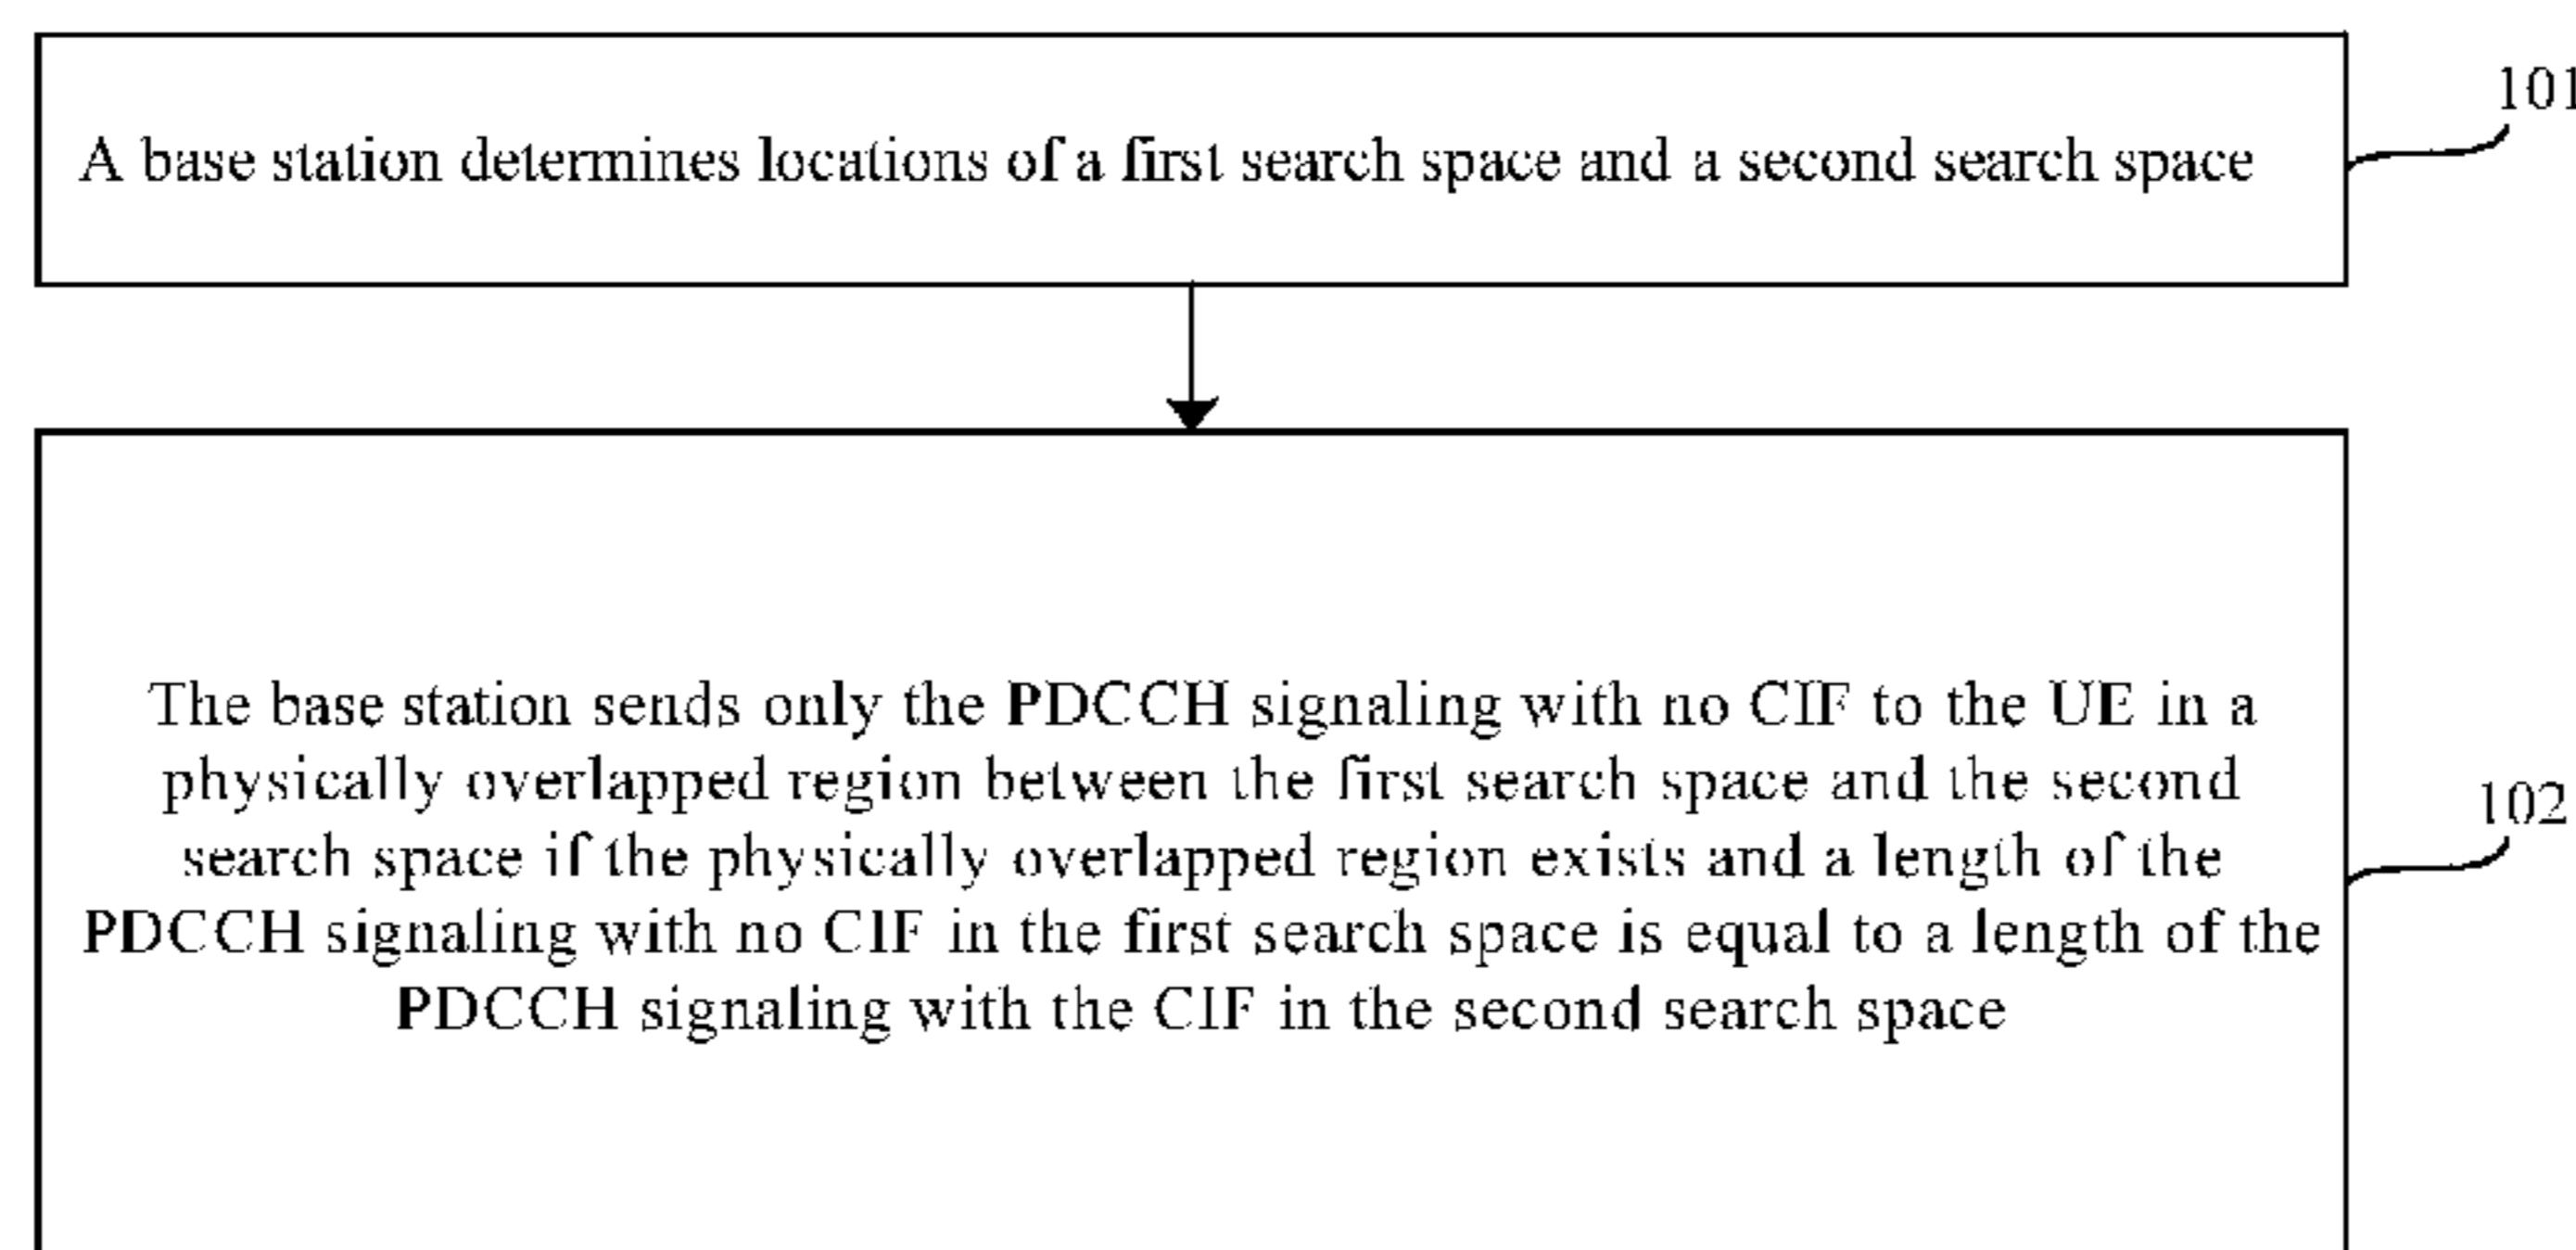 A base station determines locations of a first search space and a second search space
101
The base station sends only the PDCCH signaling with no CIF to the UE in a
physically overlapped region between the first search space and the second
search space if the physically overlapped region exists and a length of the
PDCCH signaling with no CIF in the first search space is equal to a length of the
PDCCH signaling with the CIF in the second search space
102